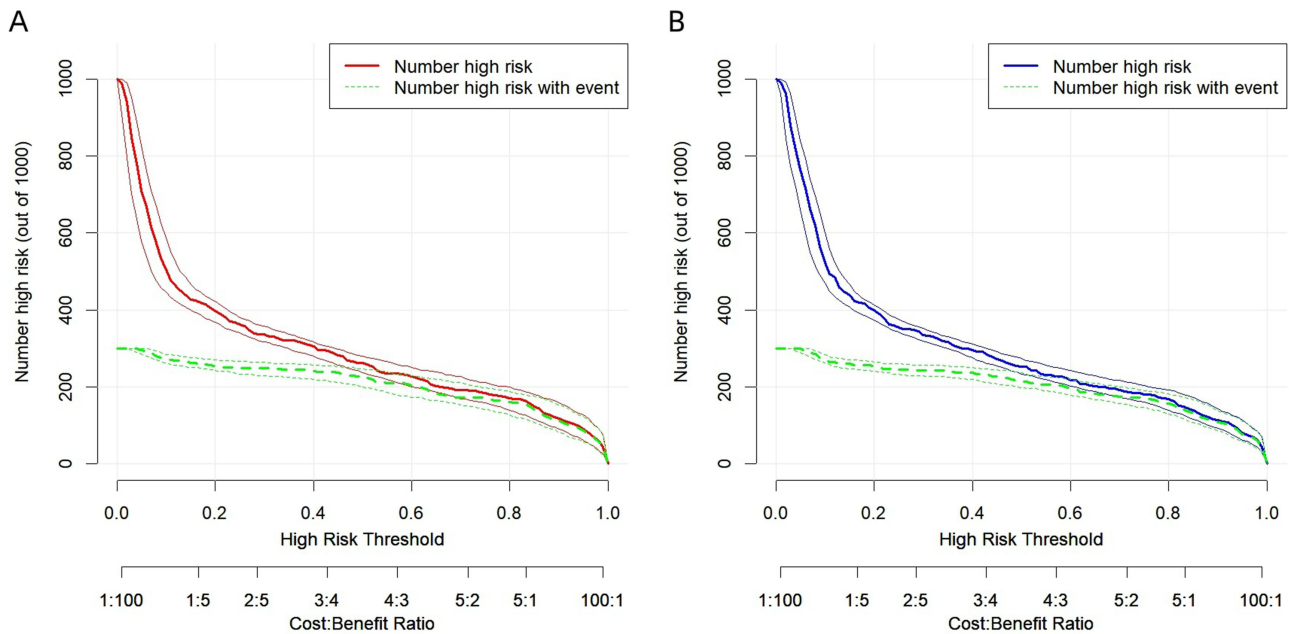 A
Number high risk
Number high risk with event
Number high risk (out of 1000)
1000
800
600
400
200
0
0.0 0.2 0.4 0.6 0.8 1.0
High Risk Threshold
1:100 1:5 2:5 3:4 4:3 5:2 5:1 100:1
Cost:Benefit Ratio
B
Number high risk
Number high risk with event
Number high risk (out of 1000)
1000
800
600
400
200
0
0.0 0.2 0.4 0.6 0.8 1.0
High Risk Threshold
1:100 1:5 2:5 3:4 4:3 5:2 5:1 100:1
Cost:Benefit Ratio